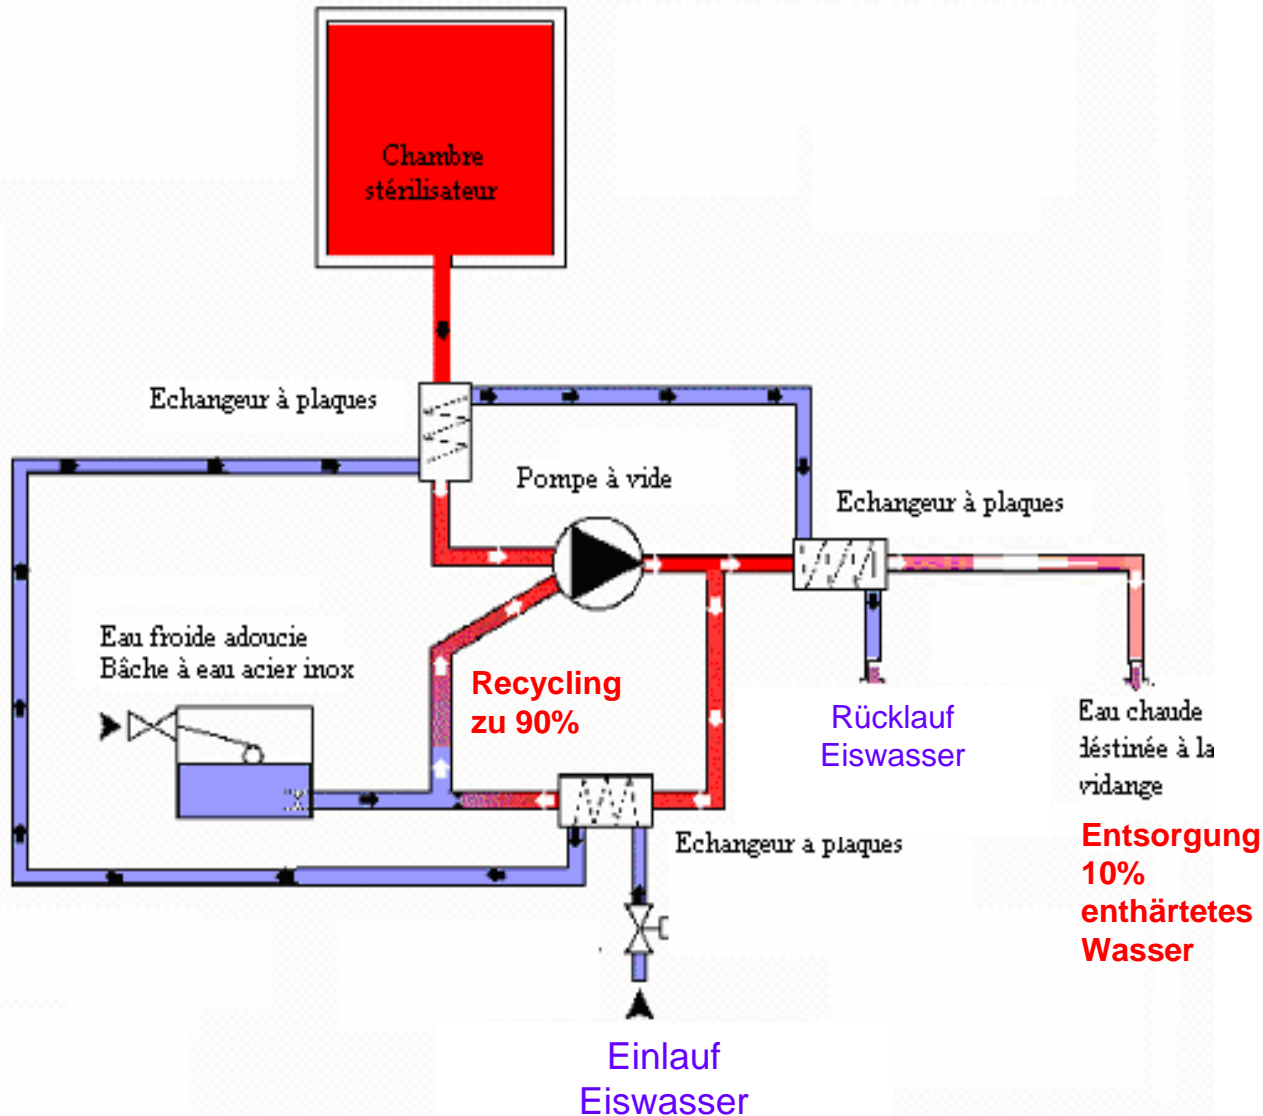 Chambre
stérilisateur
Echangeur à plaques
Pompe à vide
Echangeur à plaques
Eau froide adoucie
Bâche à eau acier inox
Recycling
zu 90%
Rücklauf
Eiswasser
Eau chaude
déstinée à la
vidange
Echangeur a plaques
Entsorgung
10%
enthärtetes
Wasser
Einlauf
Eiswasser